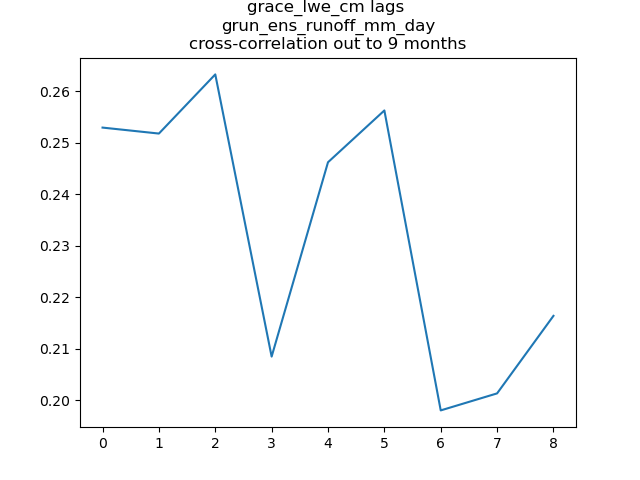 grace_lwe_cm lags
grun_ens_runoff_mm_day
cross-correlation out to 9 months
0.26
0.25
0.24
0.23
0.22
0.21
0.20
0 1 2 3 4 5 6 7 8